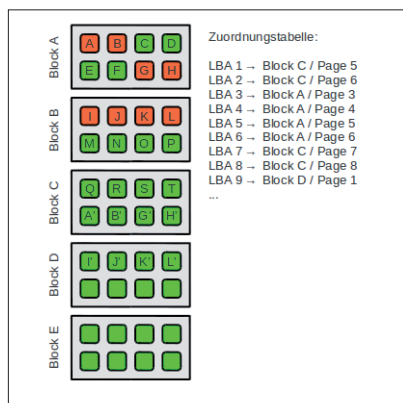 Block A
A B C D
E F G H
Block B
I J K L
M N O P
Block C
Q R S T
A' B' G' H'
Block D
I' J' K' L'
Block E
Zuordnungstabelle:
LBA 1 → Block C / Page 5
LBA 2 → Block C / Page 6
LBA 3 → Block A / Page 3
LBA 4 → Block A / Page 4
LBA 5 → Block A / Page 5
LBA 6 → Block A / Page 6
LBA 7 → Block C / Page 7
LBA 8 → Block C / Page 8
LBA 9 → Block D / Page 1
...